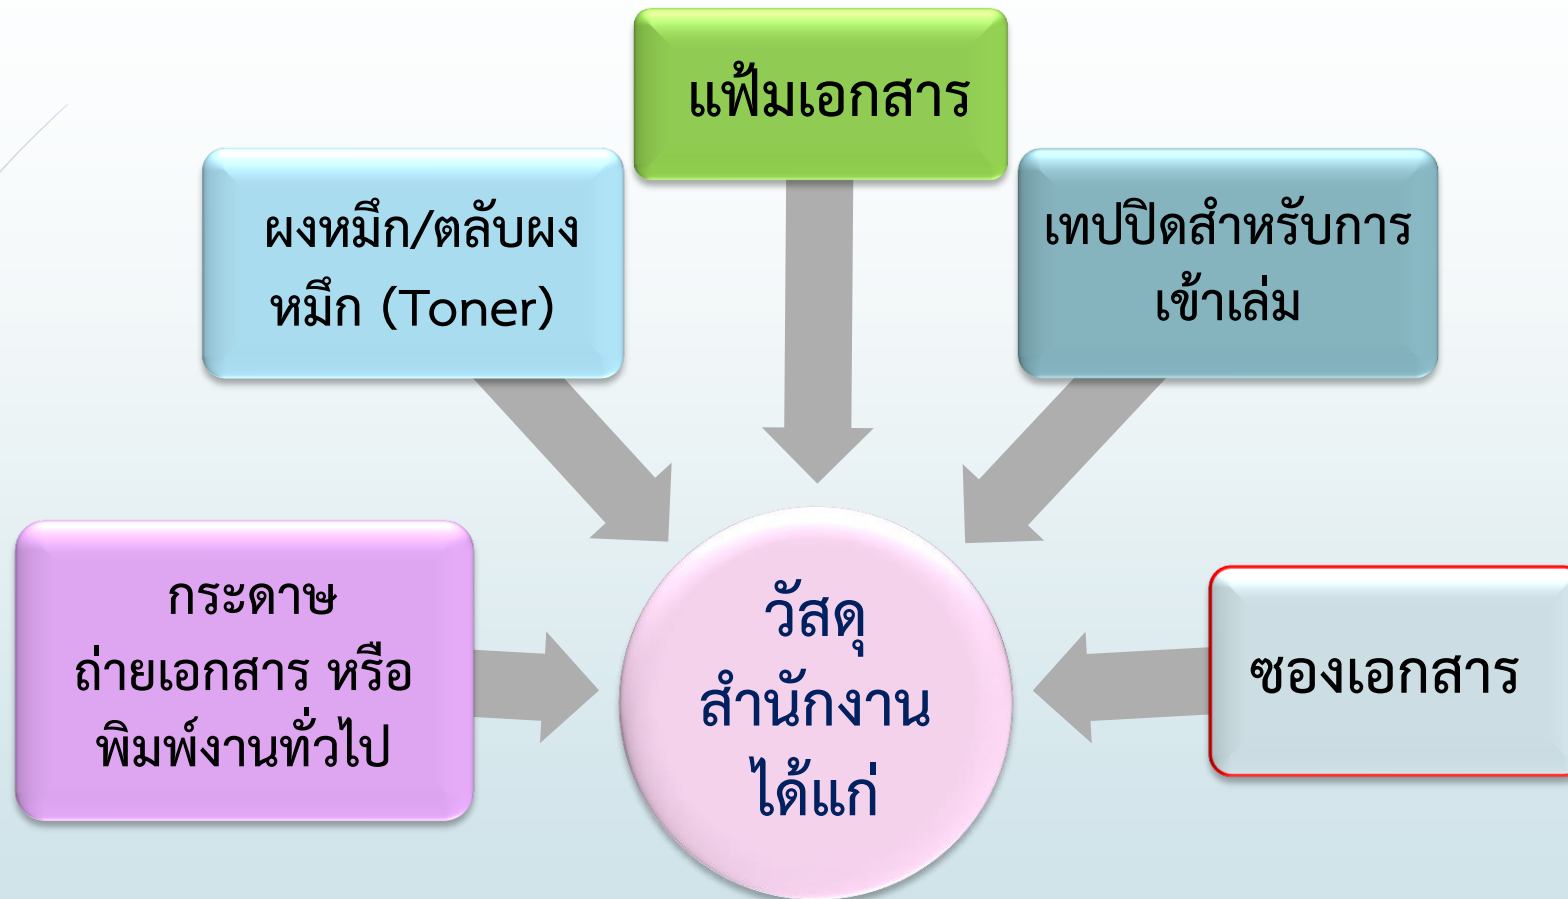 แฟ้มเอกสาร
ผงหมึก/ตลับผง
หมึก (Toner)
เทปปิดสำหรับการ
เข้าเล่ม
กระดาษ
ถ่ายเอกสาร หรือ
พิมพ์งานทั่วไป
วัสดุ
สำนักงาน
ได้แก่
ซองเอกสาร